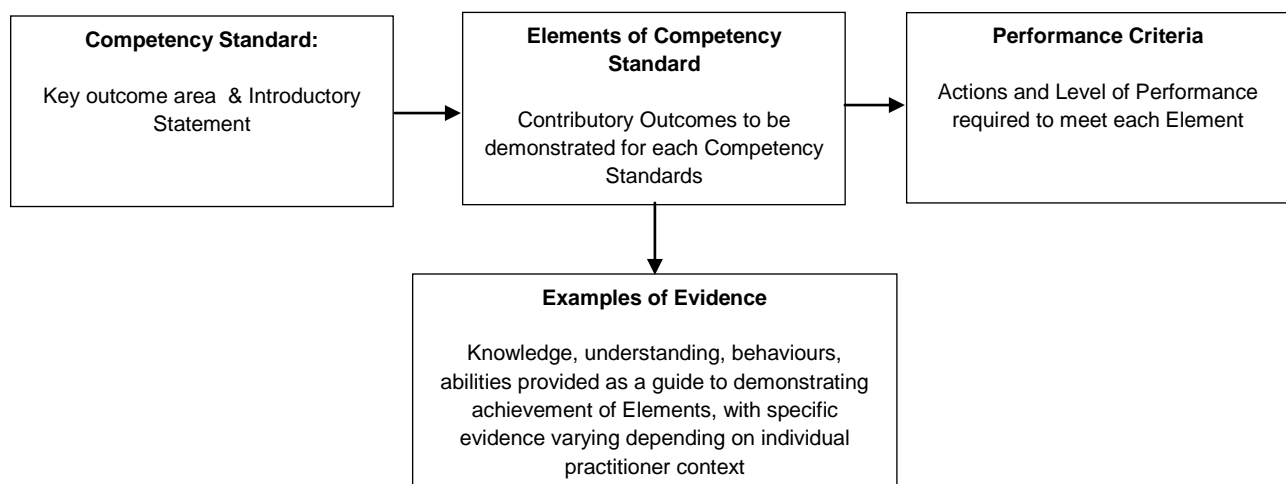 Competency Standard:
Key outcome area  & Introductory
Statement
Elements of Competency
Standard
Contributory Outcomes to be
demonstrated for each Competency
Standards
Performance Criteria
Actions and Level of Performance
required to meet each Element
Examples of Evidence
Knowledge, understanding, behaviours,
abilities provided as a guide to demonstrating
achievement of Elements, with specific
evidence varying depending on individual
practitioner context